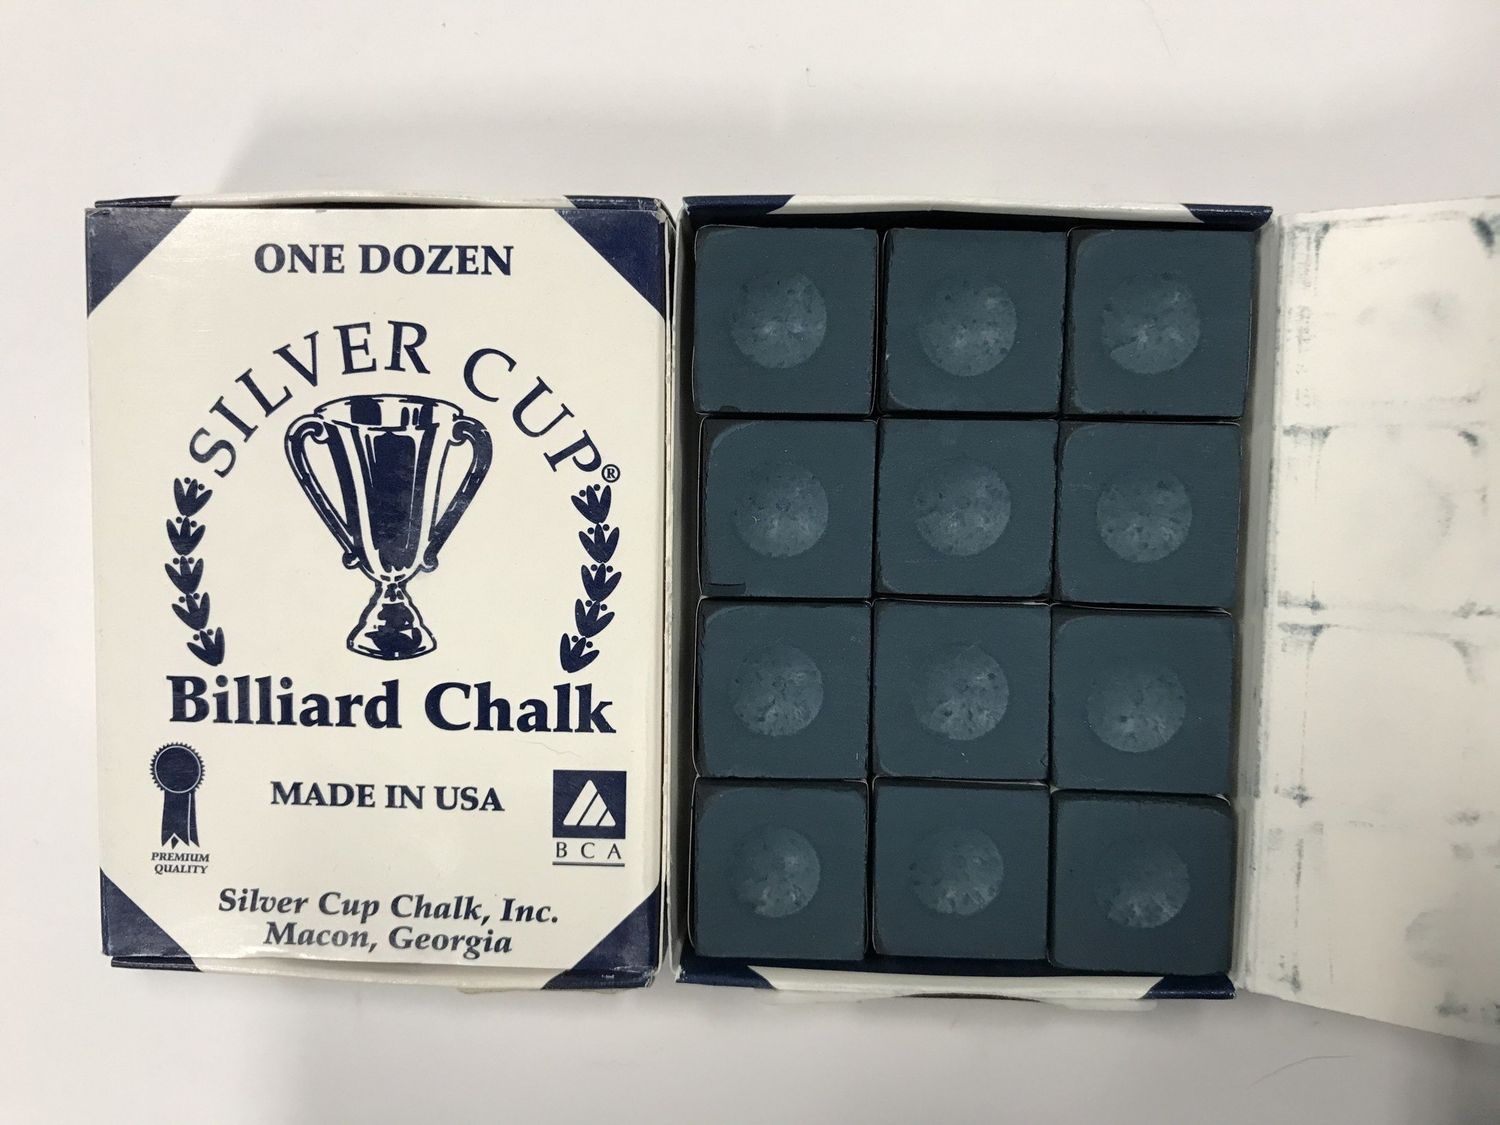 ONE DOZEN
SILVER CUP®
Billiard Chalk
MADE IN USA
PREMIUM
QUALITY
BCA
Silver Cup Chalk, Inc.
Macon, Georgia